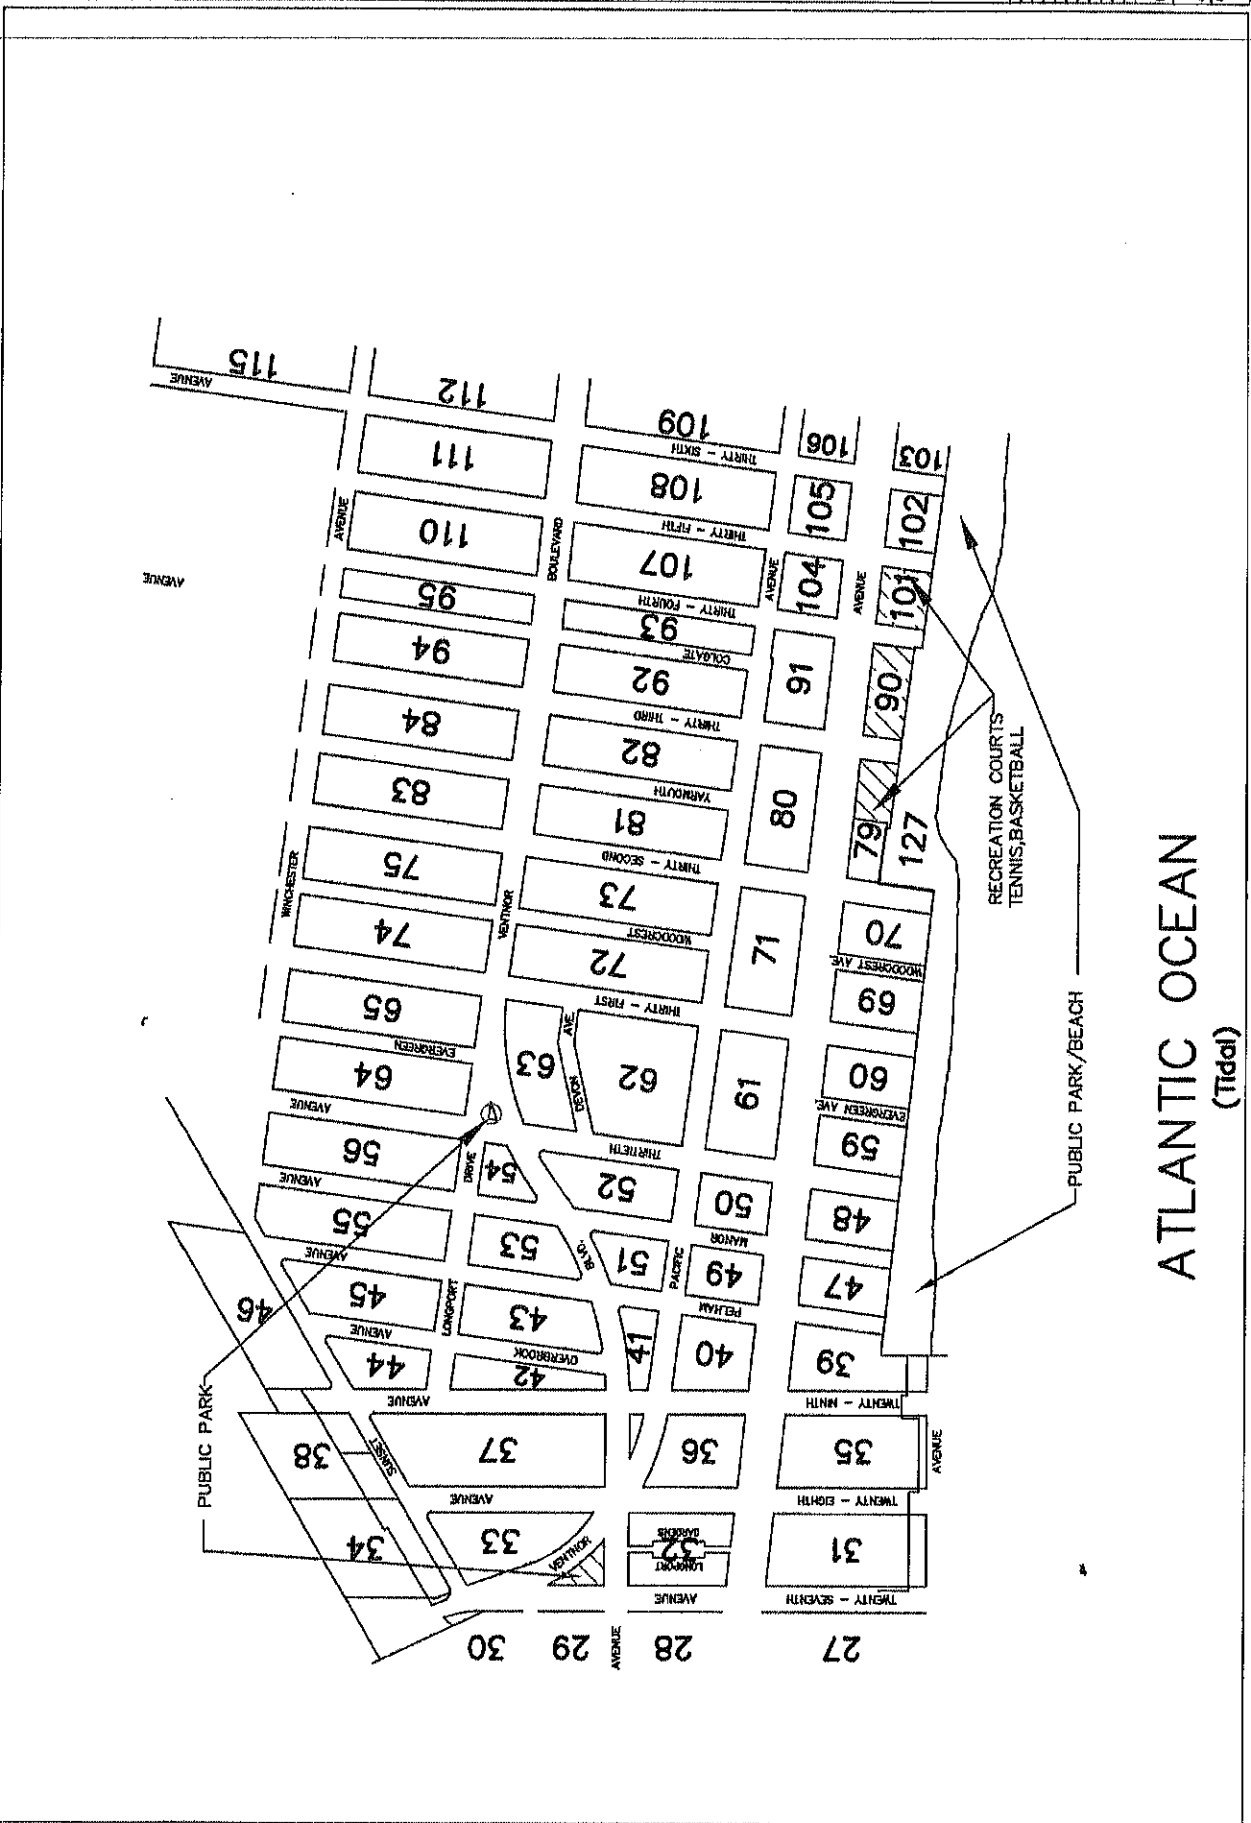 115
AVENUE
112
109
106
103
111
THIRTY - SIXTH
108
105
102
AVENUE
110
BOULEVARD
THIRTY - FIFTH
107
AVENUE
104
AVENUE
101
AVENUE
95
THIRTY - FOURTH
93
94
COLGATE
92
91
90
84
THIRTY - THIRD
82
83
YARMOUTH
81
80
79
127
RECREATION COURTS
TENNIS,BASKETBALL
WINCHESTER
75
THIRTY - SECOND
73
VENTNOR
74
WOODCREST
72
71
70
WOODCREST AVE.
69
65
THIRTY - FIRST
EVERGREEN
63
AVE.
DEVON
62
64
61
60
EVERGREEN AVE.
59
AVENUE
56
THIRTIETH
DRIVE
54
52
50
48
AVENUE
55
53
BLVD.
51
MANOR
PACIFIC
49
47
AVENUE
46
45
LONGPORT
43
PELHAM
41
40
39
AVENUE
44
OVERBROOK
42
AVENUE
TWENTY - NINTH
PUBLIC PARK
38
SUNSET
37
36
35
AVENUE
AVENUE
TWENTY - EIGHTH
34
33
VENTNOR
LONGPORT
GARDENS
32
31
AVENUE
TWENTY - SEVENTH
30
29
AVENUE
28
27
PUBLIC PARK/BEACH
ATLANTIC OCEAN
(Tidal)